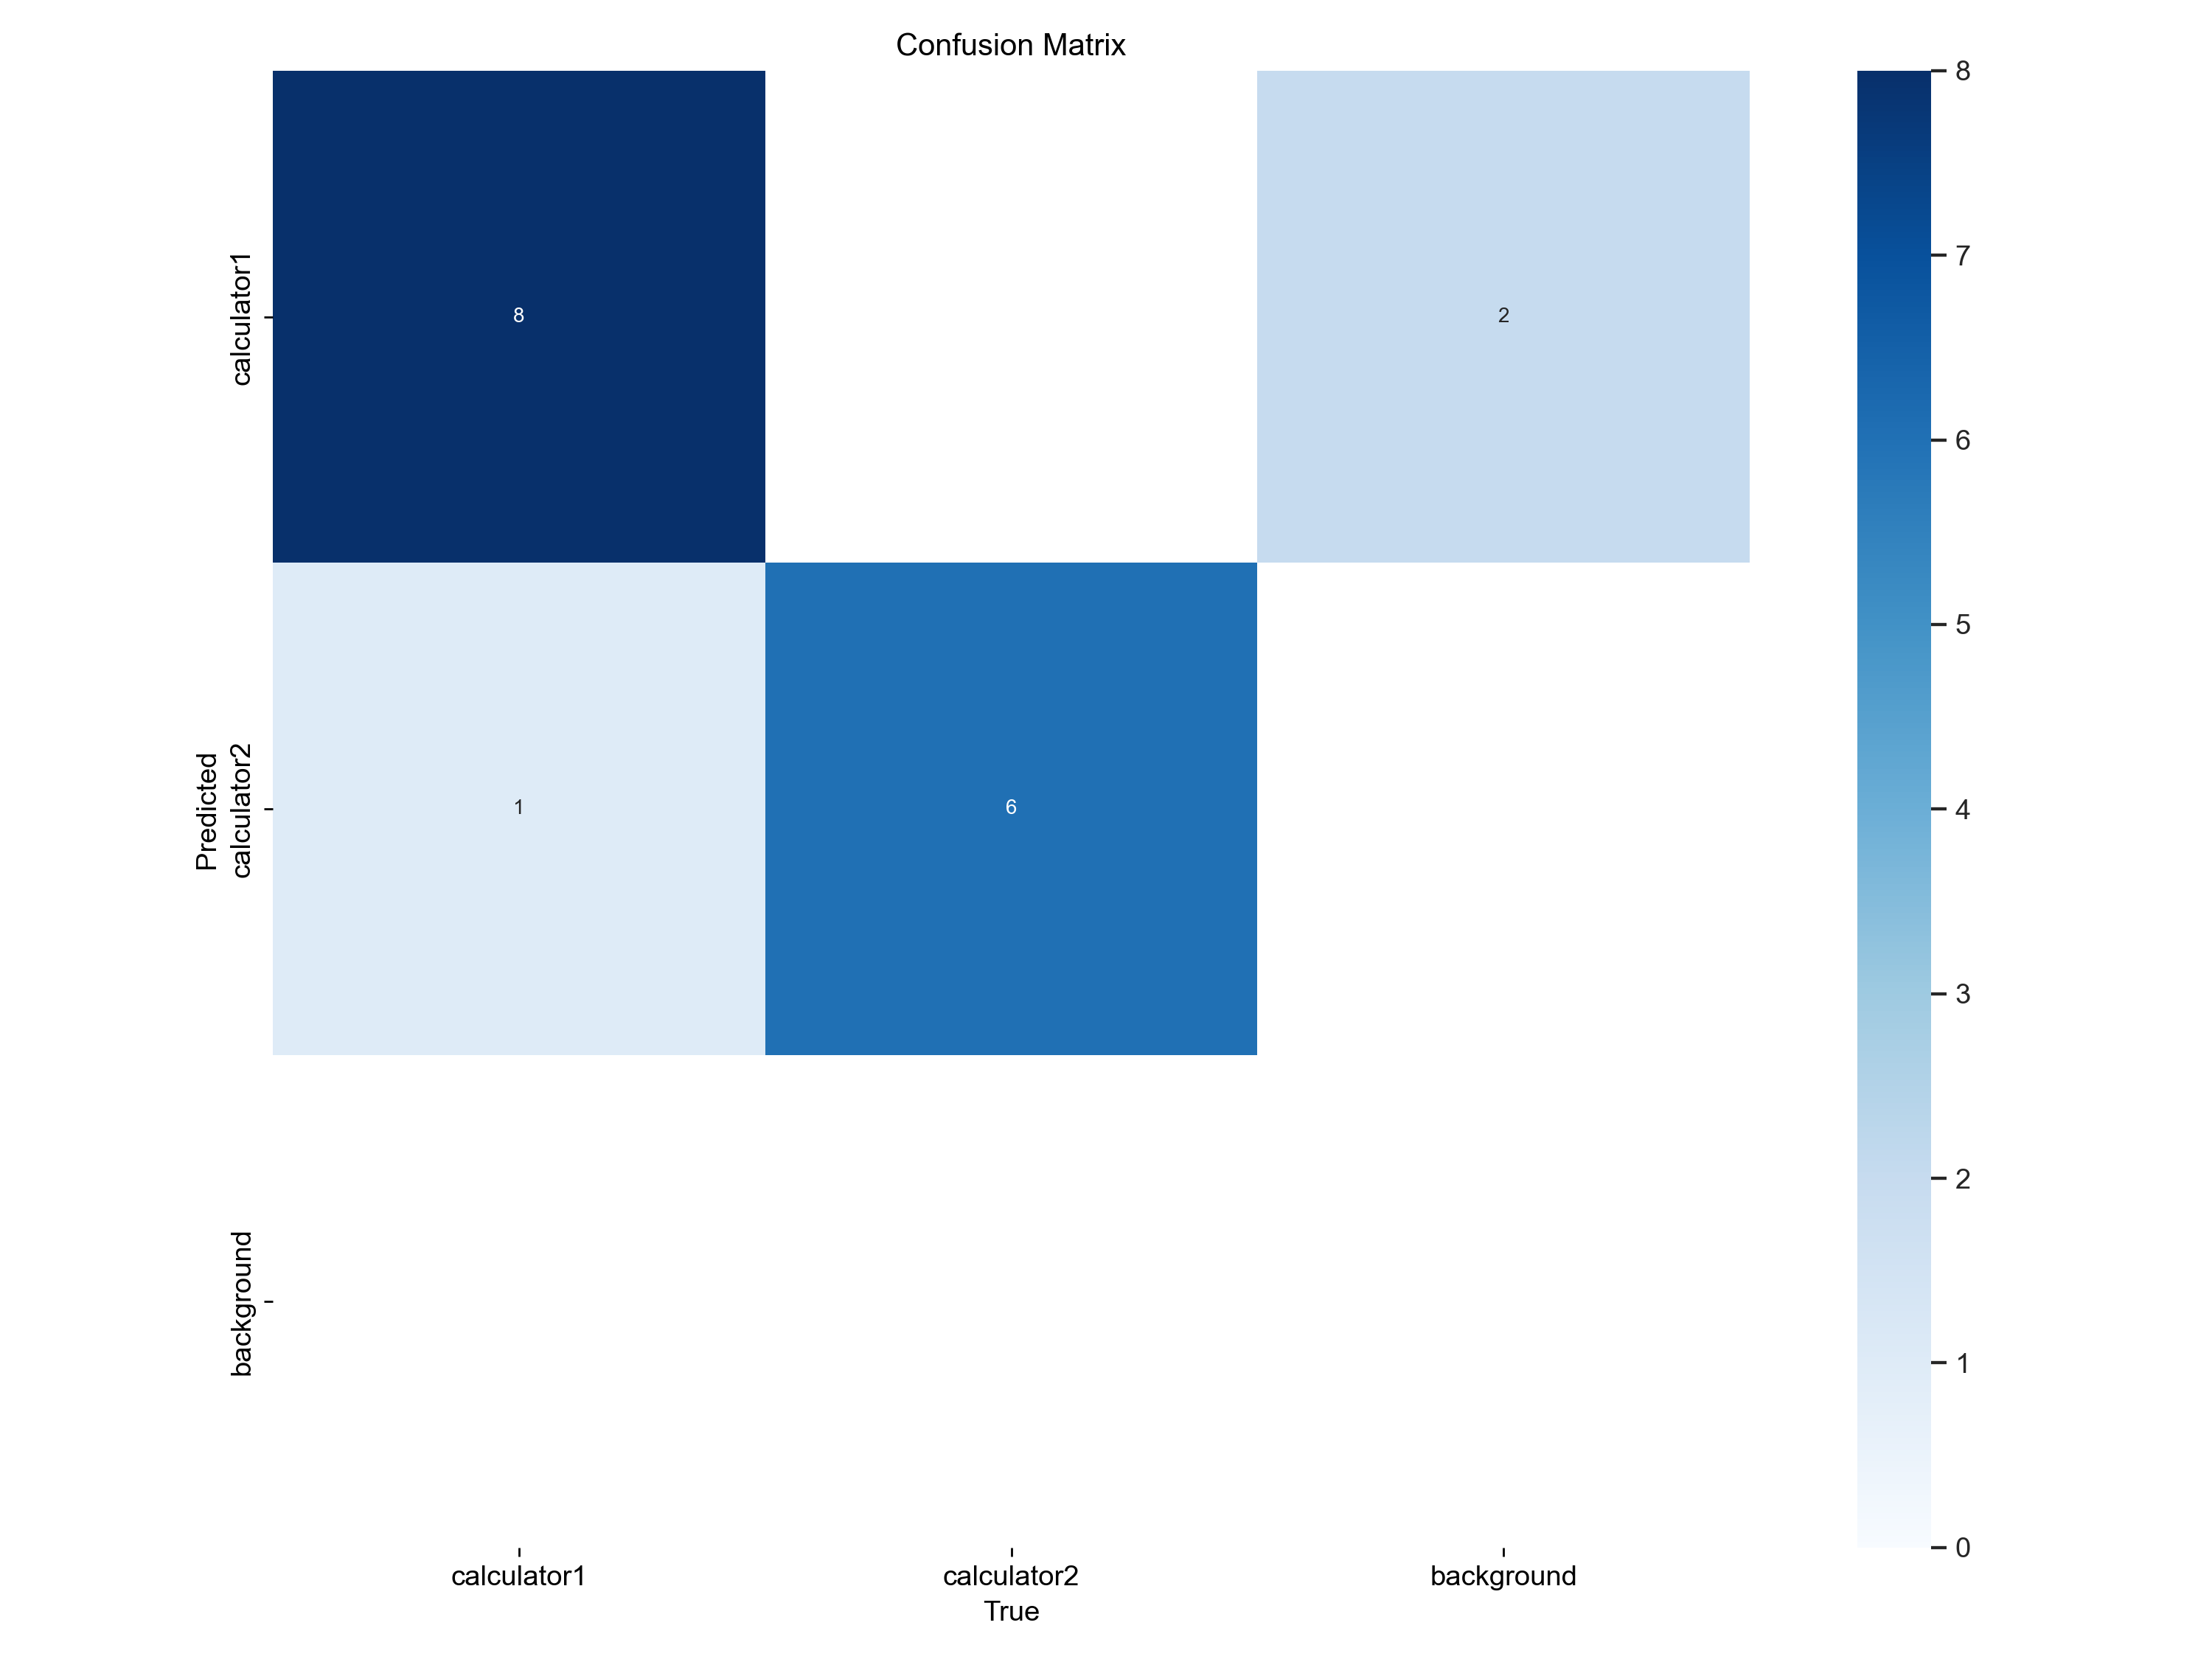 Confusion Matrix
calculator1
calculator2
background
Predicted
8
2
1
6
calculator1
calculator2
background
True
8
7
6
5
4
3
2
1
0